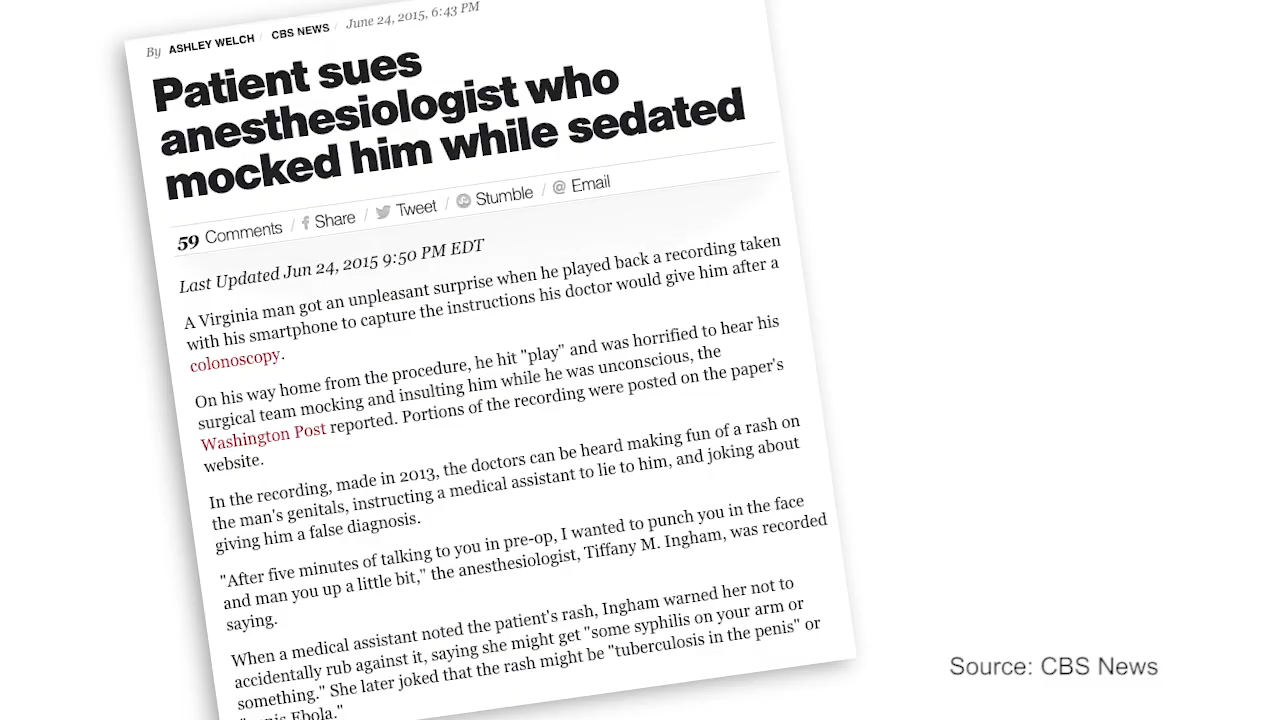 By ASHLEY WELCH / CBS NEWS / June 24, 2015, 6:43 PM
Patient sues
anesthesiologist who
mocked him while sedated
59 Comments / Share / Tweet / Stumble / @ Email
Last Updated Jun 24, 2015 9:50 PM EDT
A Virginia man got an unpleasant surprise when he played back a recording taken
with his smartphone to capture the instructions his doctor would give him after a
colonoscopy.
On his way home from the procedure, he hit "play" and was horrified to hear his
surgical team mocking and insulting him while he was unconscious, the
Washington Post reported. Portions of the recording were posted on the paper's
website.
In the recording, made in 2013, the doctors can be heard making fun of a rash on
the man's genitals, instructing a medical assistant to lie to him, and joking about
giving him a false diagnosis.
"After five minutes of talking to you in pre-op, I wanted to punch you in the face
and man you up a little bit," the anesthesiologist, Tiffany M. Ingham, was recorded
saying.
When a medical assistant noted the patient's rash, Ingham warned her not to
accidentally rub against it, saying she might get "some syphilis on your arm or
something." She later joked that the rash might be "tuberculosis in the penis" or
Ebola."
Source: CBS News